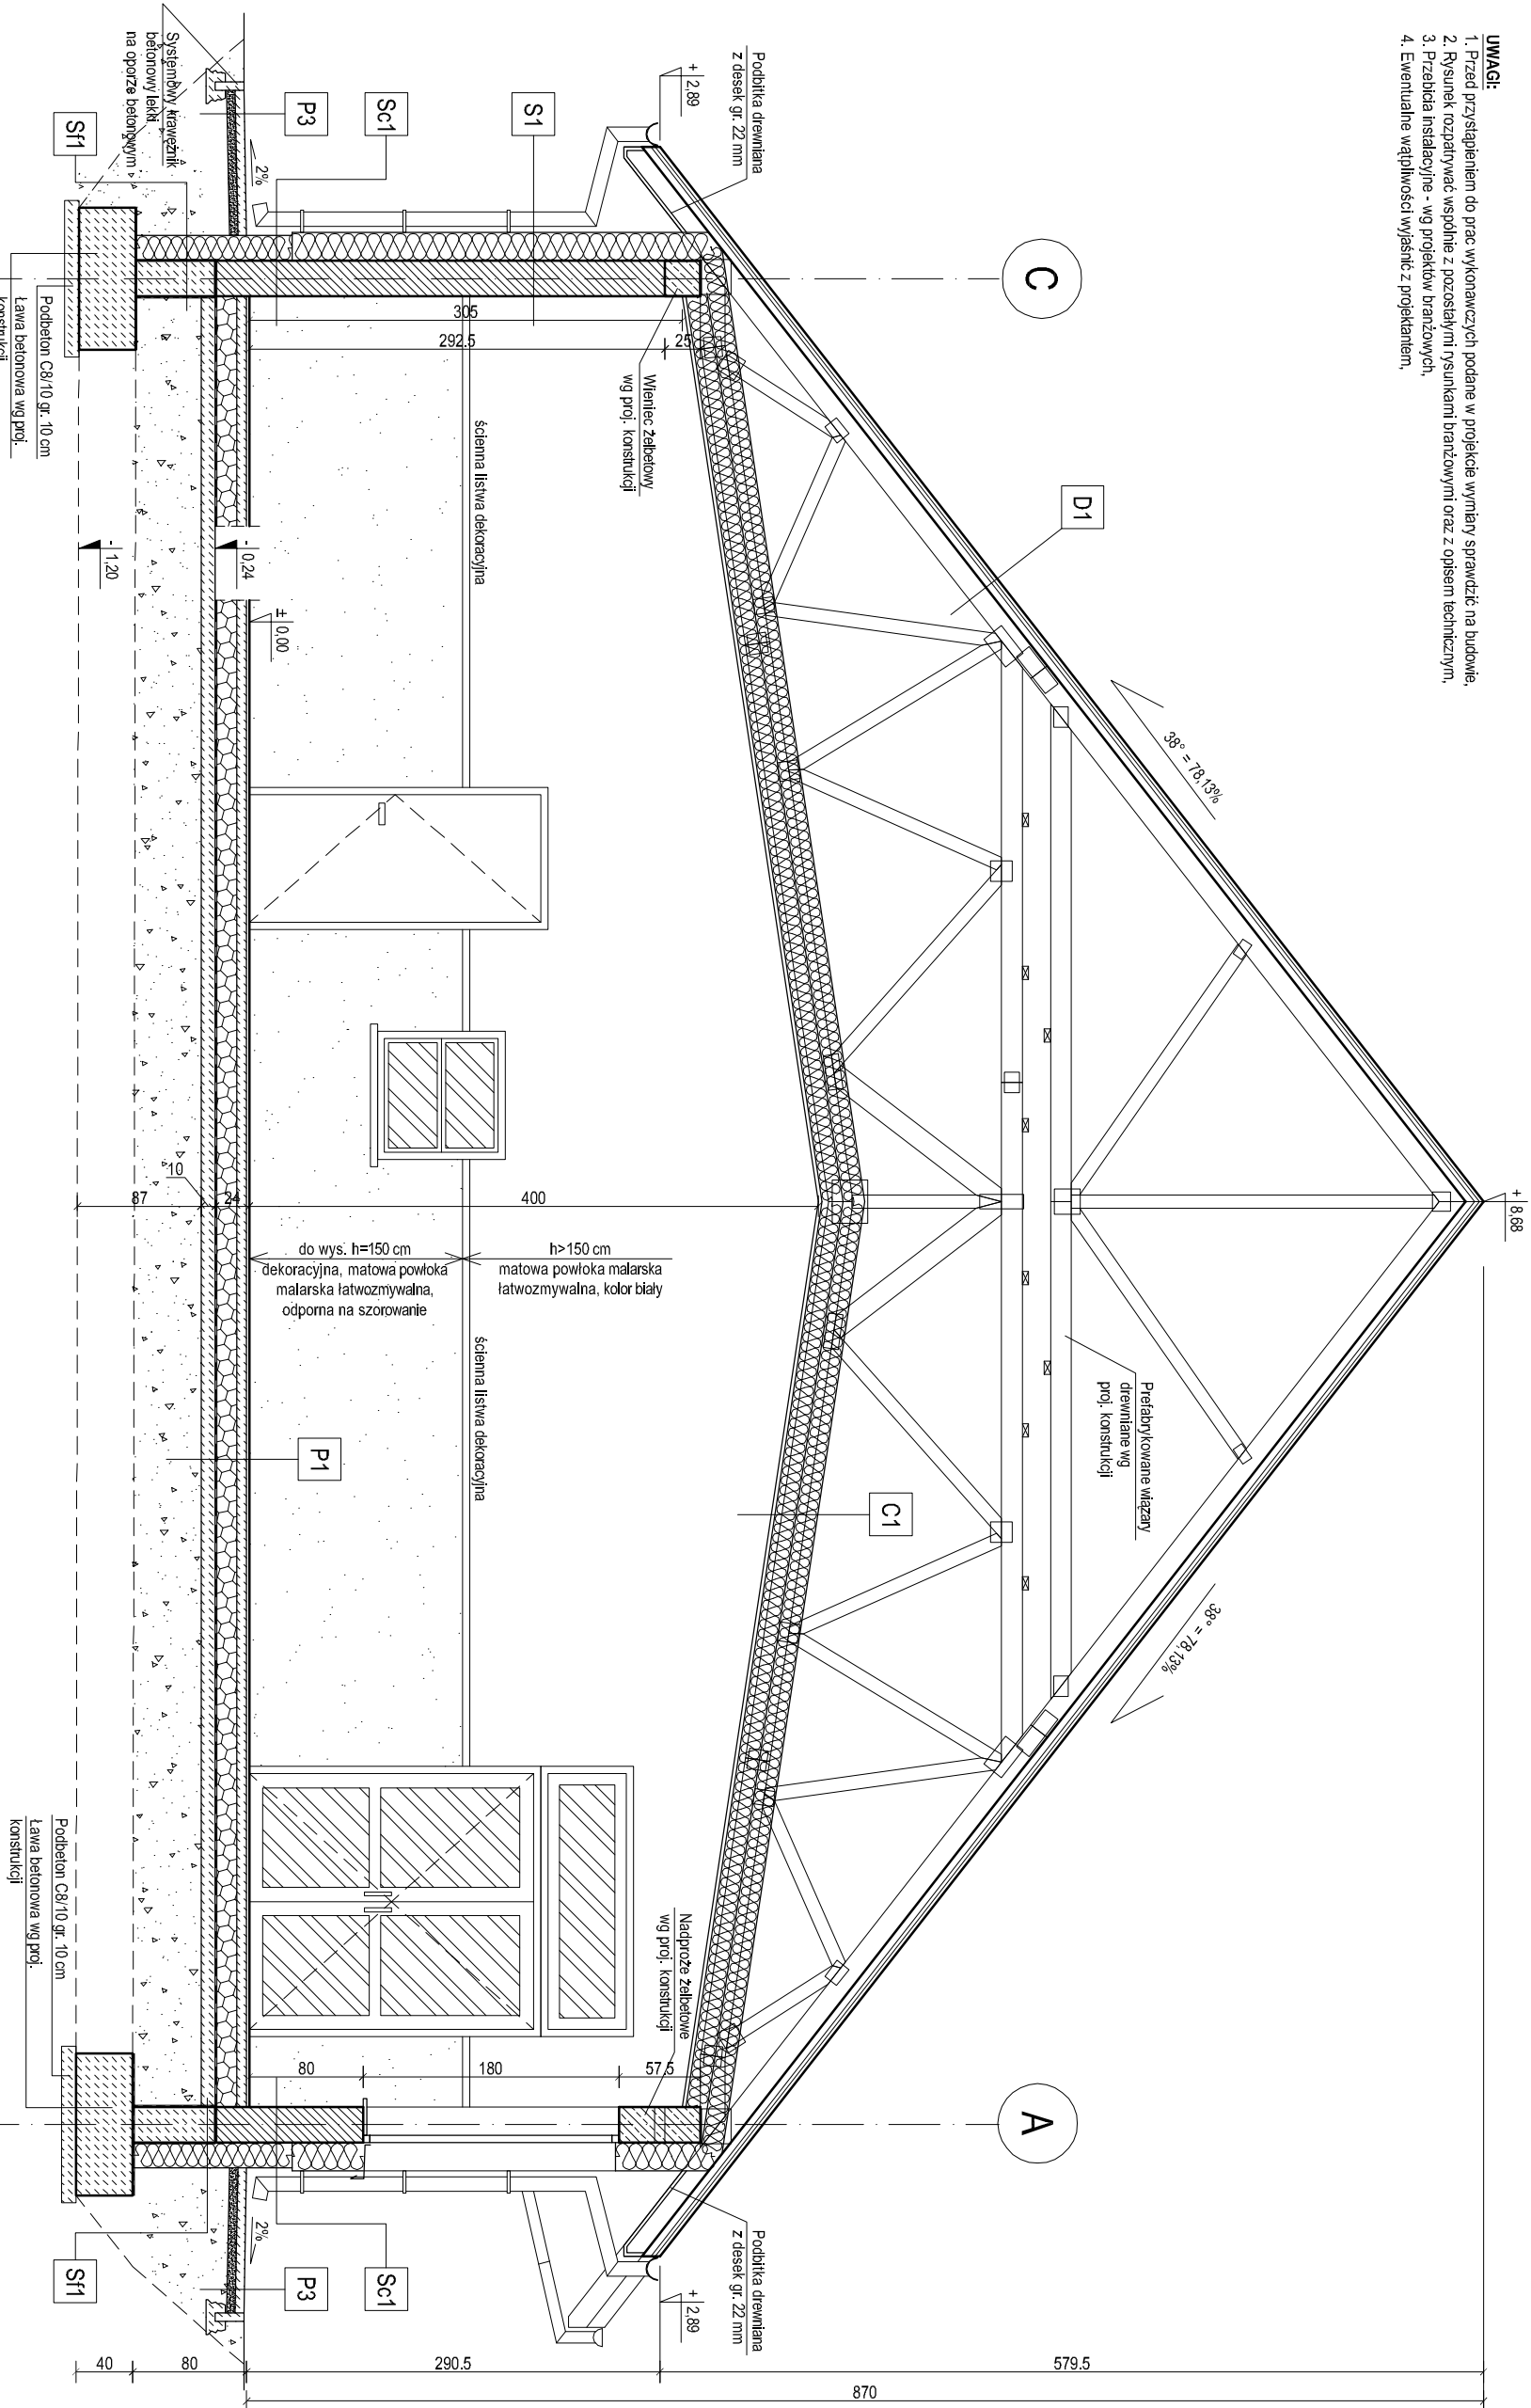 UWAGI:
1. Przed przystąpieniem do prac wykonawczych podane w projekcie wymiary sprawdzić na budowie,
2. Rysunek rozpatrywać wspólnie z pozostałymi rysunkami branżowymi oraz z opisem technicznym,
3. Przebicia instalacyjne - wg projektów branżowych,
4. Ewentualne wątpliwości wyjaśnić z projektantem,
+ 8,68
38° = 78,13%
38° = 78,13%
D1
Prefabrykowane wiązary
drewniane wg
proj. konstrukcji
C
A
C1
Podbitka drewniana
z desek gr. 22 mm
+ 2,89
Podbitka drewniana
z desek gr. 22 mm
+ 2,89
Wieniec żelbetowy
wg proj. konstrukcji
Nadproże żelbetowe
wg proj. konstrukcji
S1
Sc1
P3
Sf1
Sc1
P3
Sf1
2%
2%
305
292.5
25
ścienna listwa dekoracyjna
ścienna listwa dekoracyjna
400
h>150 cm
matowa powłoka malarska
łatwozmywalna, kolor biały
do wys. h=150 cm
dekoracyjna, matowa powłoka
malarska łatwozmywalna,
odporna na szorowanie
57.5
180
80
± 0,00
- 0,24
- 1,20
24
10
87
P1
Systemowy krawężnik
betonowy lekki
na oporze betonowym
Podbeton C8/10 gr. 10 cm
Ława betonowa wg proj.
konstrukcji
Podbeton C8/10 gr. 10 cm
Ława betonowa wg proj.
konstrukcji
579.5
290.5
80
40
870